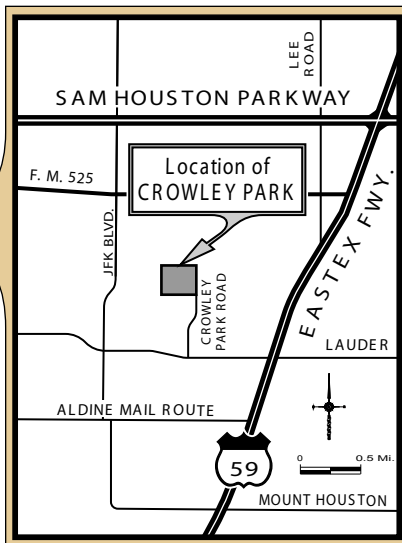 LEE
ROAD
SAM HOUSTON PARKWAY
Location of
CROWLEY PARK
F. M. 525
JFK BLVD.
EASTEX FWY.
CROWLEY
PARK ROAD
LAUDER
ALDINE MAIL ROUTE
59
0 0.5 Mi.
MOUNT HOUSTON